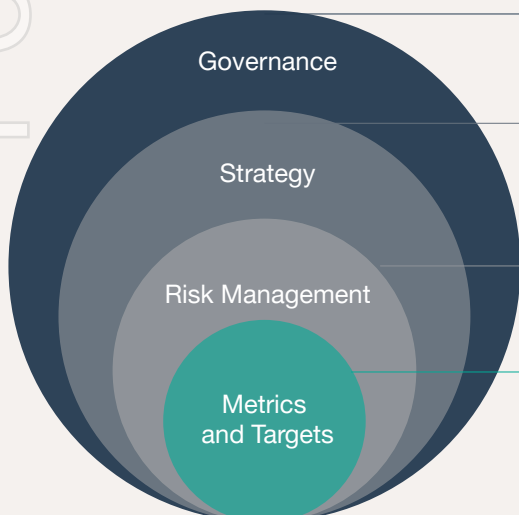 Governance
Strategy
Risk Management
Metrics
and Targets